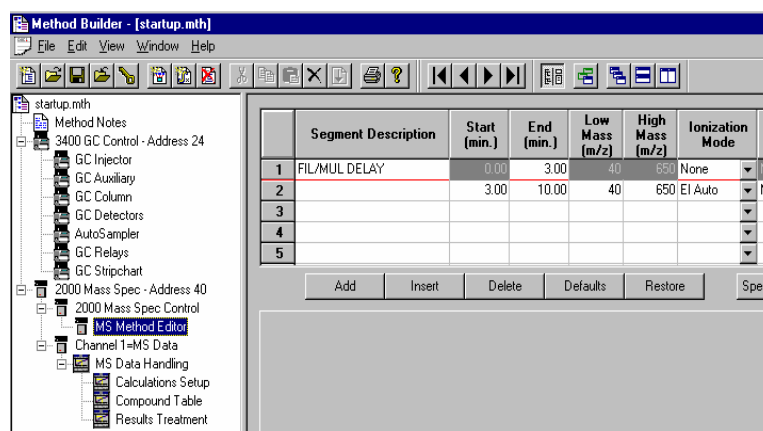 Method Builder - [startup.mth]
File Edit View Window Help
startup.mth
Method Notes
3400 GC Control - Address 24
GC Injector
GC Auxiliary
GC Column
GC Detectors
AutoSampler
GC Relays
GC Stripchart
2000 Mass Spec - Address 40
2000 Mass Spec Control
MS Method Editor
Channel 1=MS Data
MS Data Handling
Calculations Setup
Compound Table
Results Treatment
Segment Description Start (min.) End (min.) Low Mass (m/z) High Mass (m/z) Ionization Mode
1 FIL/MUL DELAY 0.00 3.00 40 650 None
2 3.00 10.00 40 650 EI Auto
3
4
5
Add Insert Delete Defaults Restore Spe